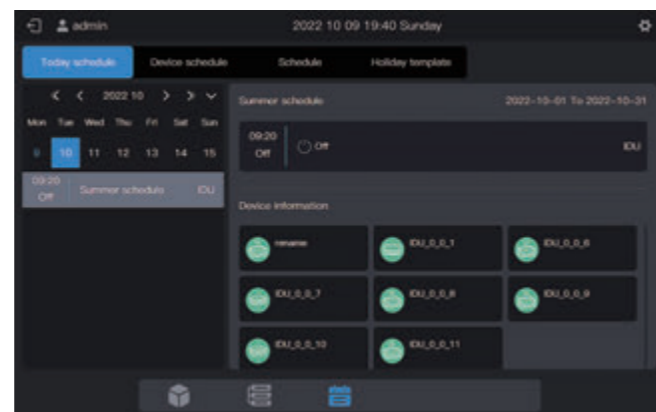 admin
2022 10 09 19:40 Sunday
Today schedule
Device schedule
Schedule
Holiday template
2022 10
Mon Tue Wed Thu Fri Sat Sun
9 10 11 12 13 14 15
09:20
Off
Summer schedule
IDU
Summer schedule
2022-10-01 To 2022-10-31
09:20
Off
Off
IDU
Device information
rename
IDU_0_0_1
IDU_0_0_6
IDU_0_0_7
IDU_0_0_8
IDU_0_0_9
IDU_0_0_10
IDU_0_0_11